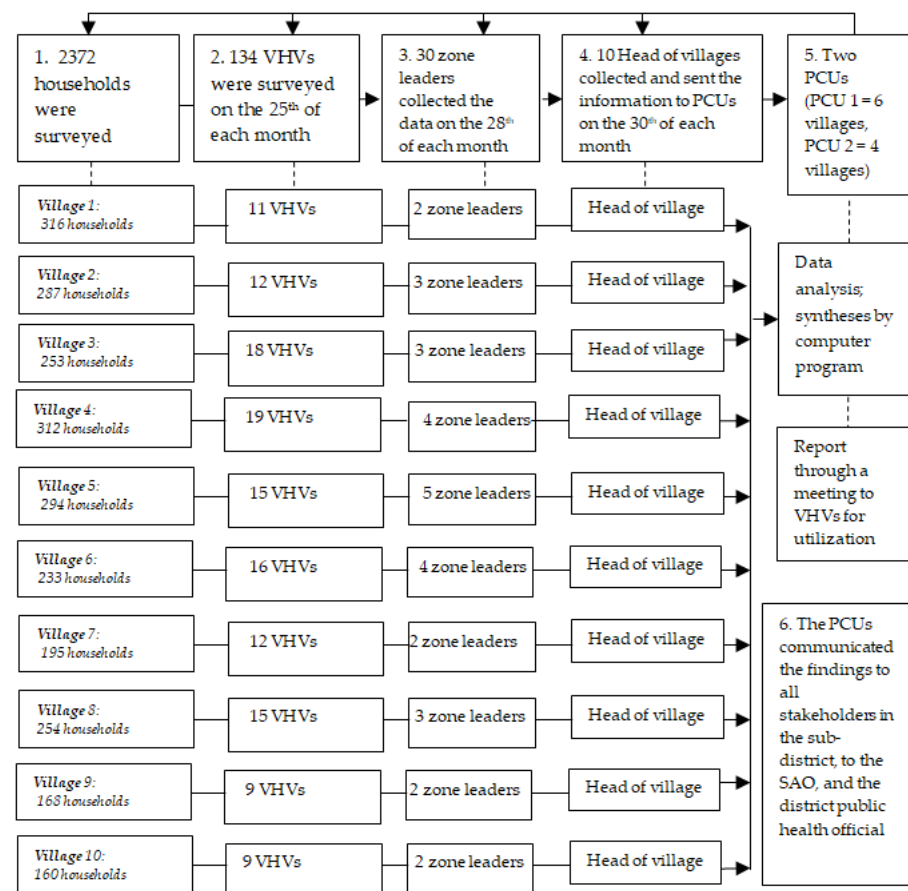 1. 2372
households
were
surveyed
2. 134 VHVs
were surveyed
on the 25th of
each month
3. 30 zone
leaders
collected the
data on the 28th
of each month
4. 10 Head of villages
collected and sent the
information to PCUs
on the 30th of each
month
5. Two
PCUs
(PCU 1 = 6
villages,
PCU 2 = 4
villages)
Village 1:
316 households
11 VHVs
2 zone leaders
Head of village
Village 2:
287 households
12 VHVs
3 zone leaders
Head of village
Village 3:
253 households
18 VHVs
3 zone leaders
Head of village
Village 4:
312 households
19 VHVs
4 zone leaders
Head of village
Village 5:
294 households
15 VHVs
5 zone leaders
Head of village
Village 6:
233 households
16 VHVs
4 zone leaders
Head of village
Village 7:
195 households
12 VHVs
2 zone leaders
Head of village
Village 8:
254 households
15 VHVs
3 zone leaders
Head of village
Village 9:
168 households
9 VHVs
2 zone leaders
Head of village
Village 10:
160 households
9 VHVs
2 zone leaders
Head of village
Data
analysis;
syntheses by
computer
program
Report
through a
meeting to
VHVs for
utilization
6. The PCUs
communicated
the findings to
all
stakeholders in
the sub-
district, to the
SAO, and the
district public
health official